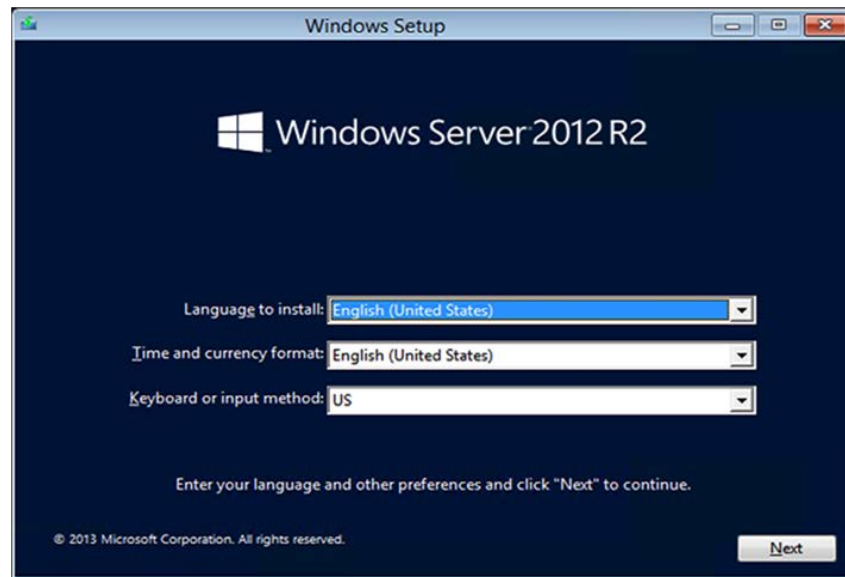 Windows Setup
Windows Server 2012 R2
Language to install: English (United States)
Time and currency format: English (United States)
Keyboard or input method: US
Enter your language and other preferences and click "Next" to continue.
© 2013 Microsoft Corporation. All rights reserved.
Next